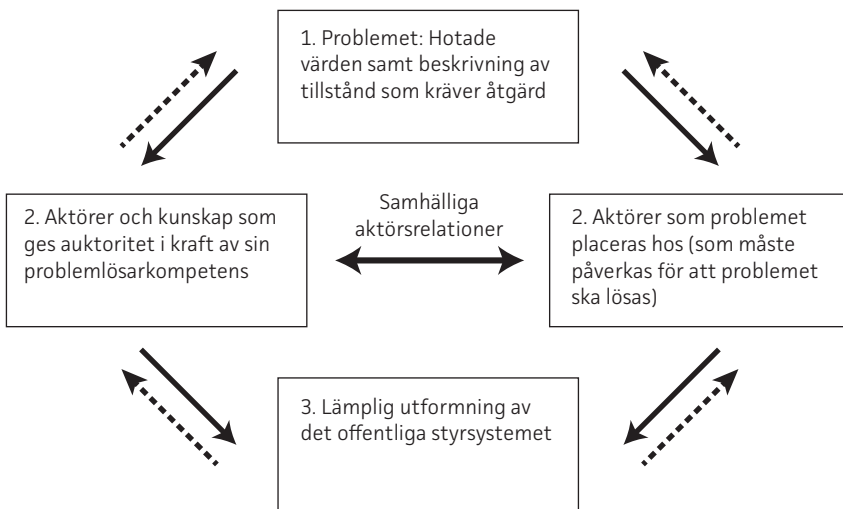 1. Problemet: Hotade
värden samt beskrivning av
tillstånd som kräver åtgärd
2. Aktörer och kunskap som
ges auktoritet i kraft av sin
problemlösarkompetens
Samhälliga
aktörsrelationer
2. Aktörer som problemet
placeras hos (som måste
påverkas för att problemet
ska lösas)
3. Lämplig utformning av
det offentliga styrsystemet